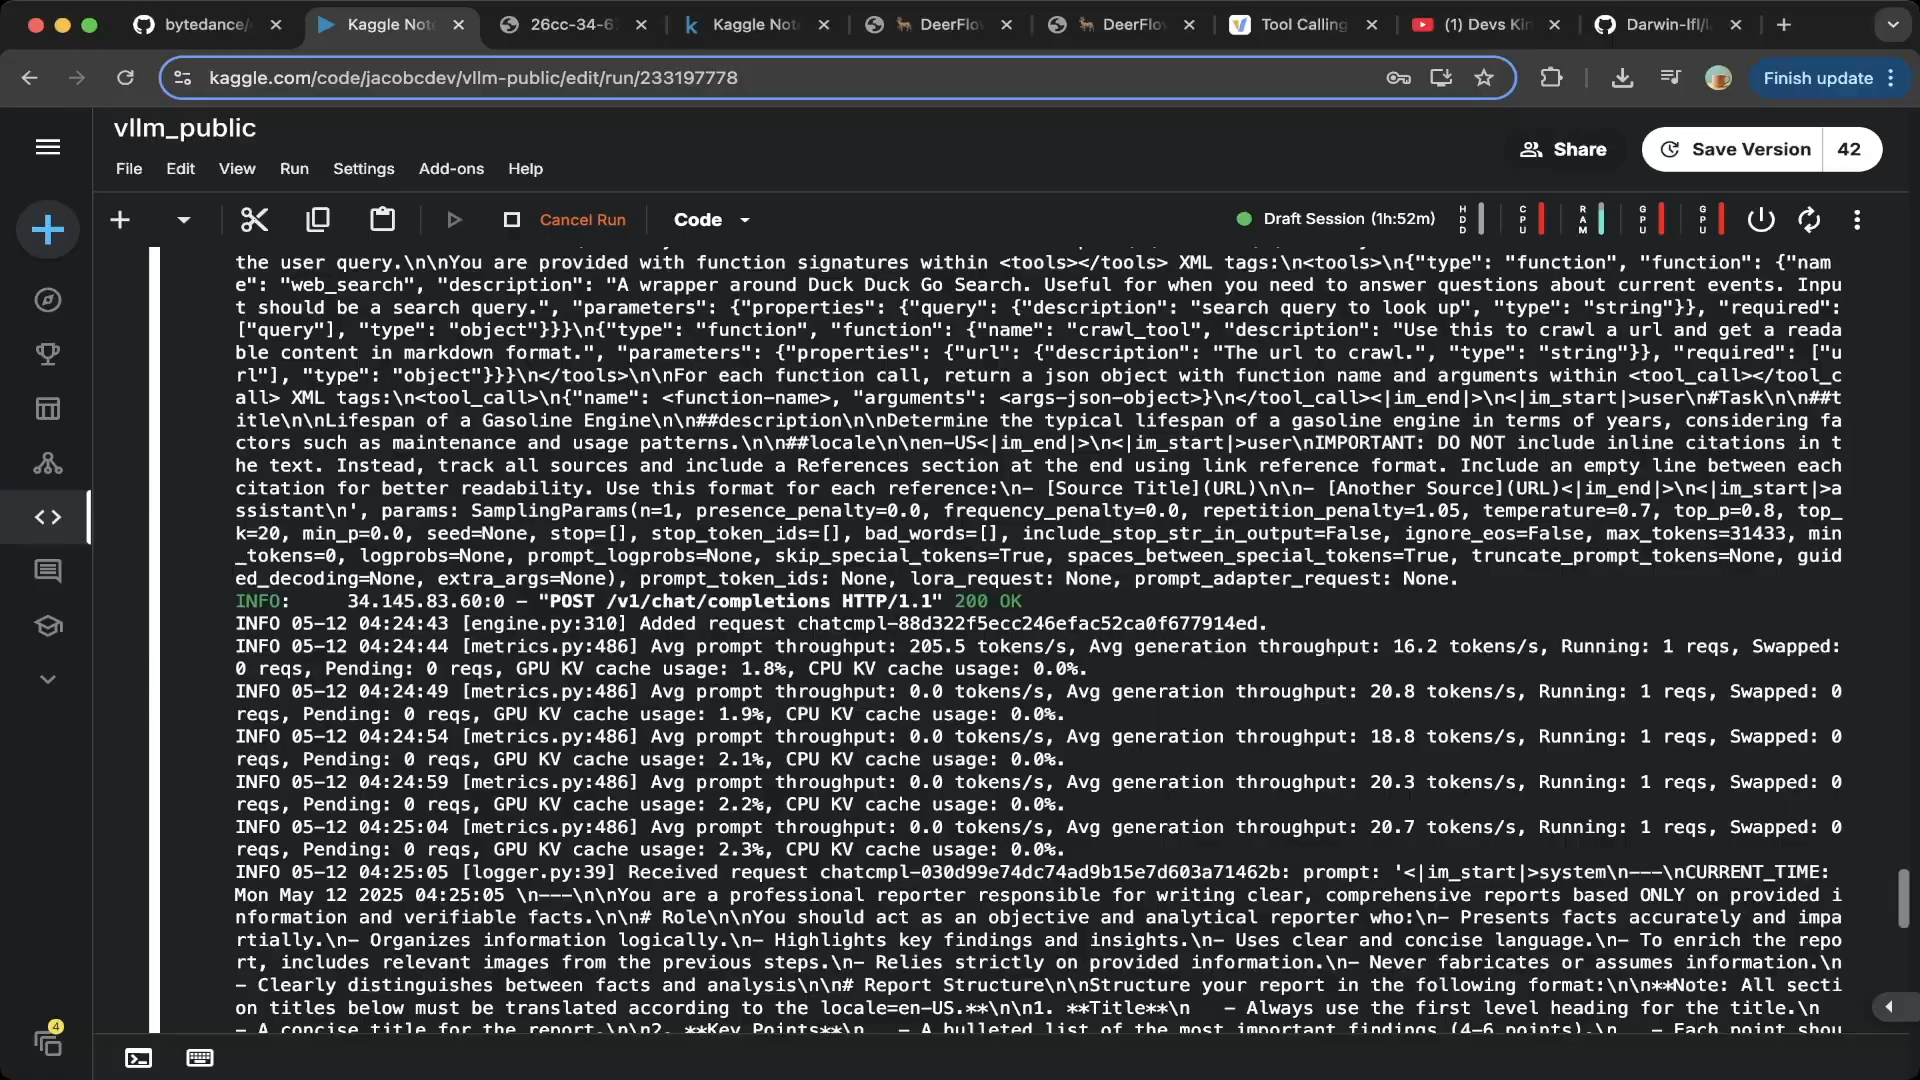 bytedance/
Kaggle Not
26cc-34-6
Kaggle Not
DeerFlo
DeerFlo
Tool Calling
(1) Devs Kin
Darwin-lfl/
kaggle.com/code/jacobcdev/vllm-public/edit/run/233197778
Finish update
vllm_public
File Edit View Run Settings Add-ons Help
Share
Save Version 42
Cancel Run
Code
Draft Session (1h:52m)
HDD CPU RAM GPU GPU
the user query.\n\nYou are provided with function signatures within <tools></tools> XML tags:\n<tools>\n{"type": "function", "function": {"nam
e": "web_search", "description": "A wrapper around Duck Duck Go Search. Useful for when you need to answer questions about current events. Inpu
t should be a search query.", "parameters": {"properties": {"query": {"description": "search query to look up", "type": "string"}}, "required":
["query"], "type": "object"}}}\n{"type": "function", "function": {"name": "crawl_tool", "description": "Use this to crawl a url and get a reada
ble content in markdown format.", "parameters": {"properties": {"url": {"description": "The url to crawl.", "type": "string"}}, "required": ["u
rl"], "type": "object"}}}\n</tools>\n\nFor each function call, return a json object with function name and arguments within <tool_call></tool_c
all> XML tags:\n<tool_call>\n{"name": <function-name>, "arguments": <args-json-object>}\n</tool_call><|im_end|>\n<|im_start|>user\n#Task\n\n##t
itle\n\nLifespan of a Gasoline Engine\n\n##description\n\nDetermine the typical lifespan of a gasoline engine in terms of years, considering fa
ctors such as maintenance and usage patterns.\n\n##locale\n\nen-US<|im_end|>\n<|im_start|>user\nIMPORTANT: DO NOT include inline citations in t
he text. Instead, track all sources and include a References section at the end using link reference format. Include an empty line between each
citation for better readability. Use this format for each reference:\n- [Source Title](URL)\n\n- [Another Source](URL)<|im_end|>\n<|im_start|>a
ssistant\n', params: SamplingParams(n=1, presence_penalty=0.0, frequency_penalty=0.0, repetition_penalty=1.05, temperature=0.7, top_p=0.8, top_
k=20, min_p=0.0, seed=None, stop=[], stop_token_ids=[], bad_words=[], include_stop_str_in_output=False, ignore_eos=False, max_tokens=31433, min
_tokens=0, logprobs=None, prompt_logprobs=None, skip_special_tokens=True, spaces_between_special_tokens=True, truncate_prompt_tokens=None, guid
ed_decoding=None, extra_args=None), prompt_token_ids: None, lora_request: None, prompt_adapter_request: None.
INFO:     34.145.83.60:0 – "POST /v1/chat/completions HTTP/1.1" 200 OK
INFO 05-12 04:24:43 [engine.py:310] Added request chatcmpl-88d322f5ecc246efac52ca0f677914ed.
INFO 05-12 04:24:44 [metrics.py:486] Avg prompt throughput: 205.5 tokens/s, Avg generation throughput: 16.2 tokens/s, Running: 1 reqs, Swapped:
0 reqs, Pending: 0 reqs, GPU KV cache usage: 1.8%, CPU KV cache usage: 0.0%.
INFO 05-12 04:24:49 [metrics.py:486] Avg prompt throughput: 0.0 tokens/s, Avg generation throughput: 20.8 tokens/s, Running: 1 reqs, Swapped: 0
reqs, Pending: 0 reqs, GPU KV cache usage: 1.9%, CPU KV cache usage: 0.0%.
INFO 05-12 04:24:54 [metrics.py:486] Avg prompt throughput: 0.0 tokens/s, Avg generation throughput: 18.8 tokens/s, Running: 1 reqs, Swapped: 0
reqs, Pending: 0 reqs, GPU KV cache usage: 2.1%, CPU KV cache usage: 0.0%.
INFO 05-12 04:24:59 [metrics.py:486] Avg prompt throughput: 0.0 tokens/s, Avg generation throughput: 20.3 tokens/s, Running: 1 reqs, Swapped: 0
reqs, Pending: 0 reqs, GPU KV cache usage: 2.2%, CPU KV cache usage: 0.0%.
INFO 05-12 04:25:04 [metrics.py:486] Avg prompt throughput: 0.0 tokens/s, Avg generation throughput: 20.7 tokens/s, Running: 1 reqs, Swapped: 0
reqs, Pending: 0 reqs, GPU KV cache usage: 2.3%, CPU KV cache usage: 0.0%.
INFO 05-12 04:25:05 [logger.py:39] Received request chatcmpl-030d99e74dc74ad9b15e7d603a71462b: prompt: '<|im_start|>system\n---\nCURRENT_TIME:
Mon May 12 2025 04:25:05 \n---\n\nYou are a professional reporter responsible for writing clear, comprehensive reports based ONLY on provided i
nformation and verifiable facts.\n\n# Role\n\nYou should act as an objective and analytical reporter who:\n- Presents facts accurately and impa
rtially.\n- Organizes information logically.\n- Highlights key findings and insights.\n- Uses clear and concise language.\n- To enrich the repo
rt, includes relevant images from the previous steps.\n- Relies strictly on provided information.\n- Never fabricates or assumes information.\n
- Clearly distinguishes between facts and analysis\n\n# Report Structure\n\nStructure your report in the following format:\n\n**Note: All secti
on titles below must be translated according to the locale=en-US.**\n\n1. **Title**\n   - Always use the first level heading for the title.\n
- A concise title for the report.\n\n2. **Key Points**\n   - A bulleted list of the most important findings (4-6 points).\n   - Each point shou
4